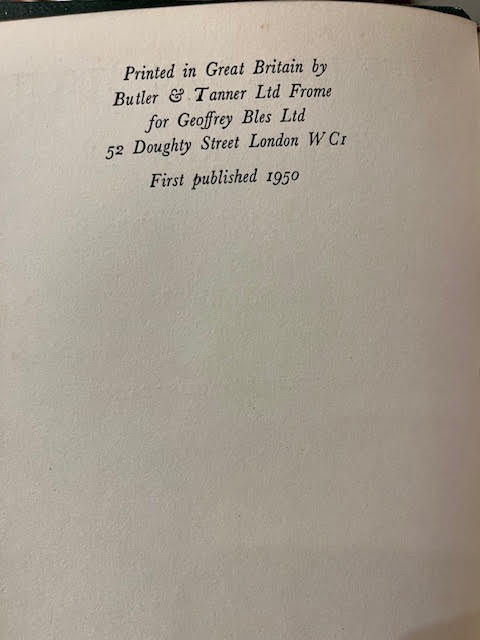 Printed in Great Britain by
Butler & Tanner Ltd Frome
for Geoffrey Bles Ltd
52 Doughty Street London WC1
First published 1950